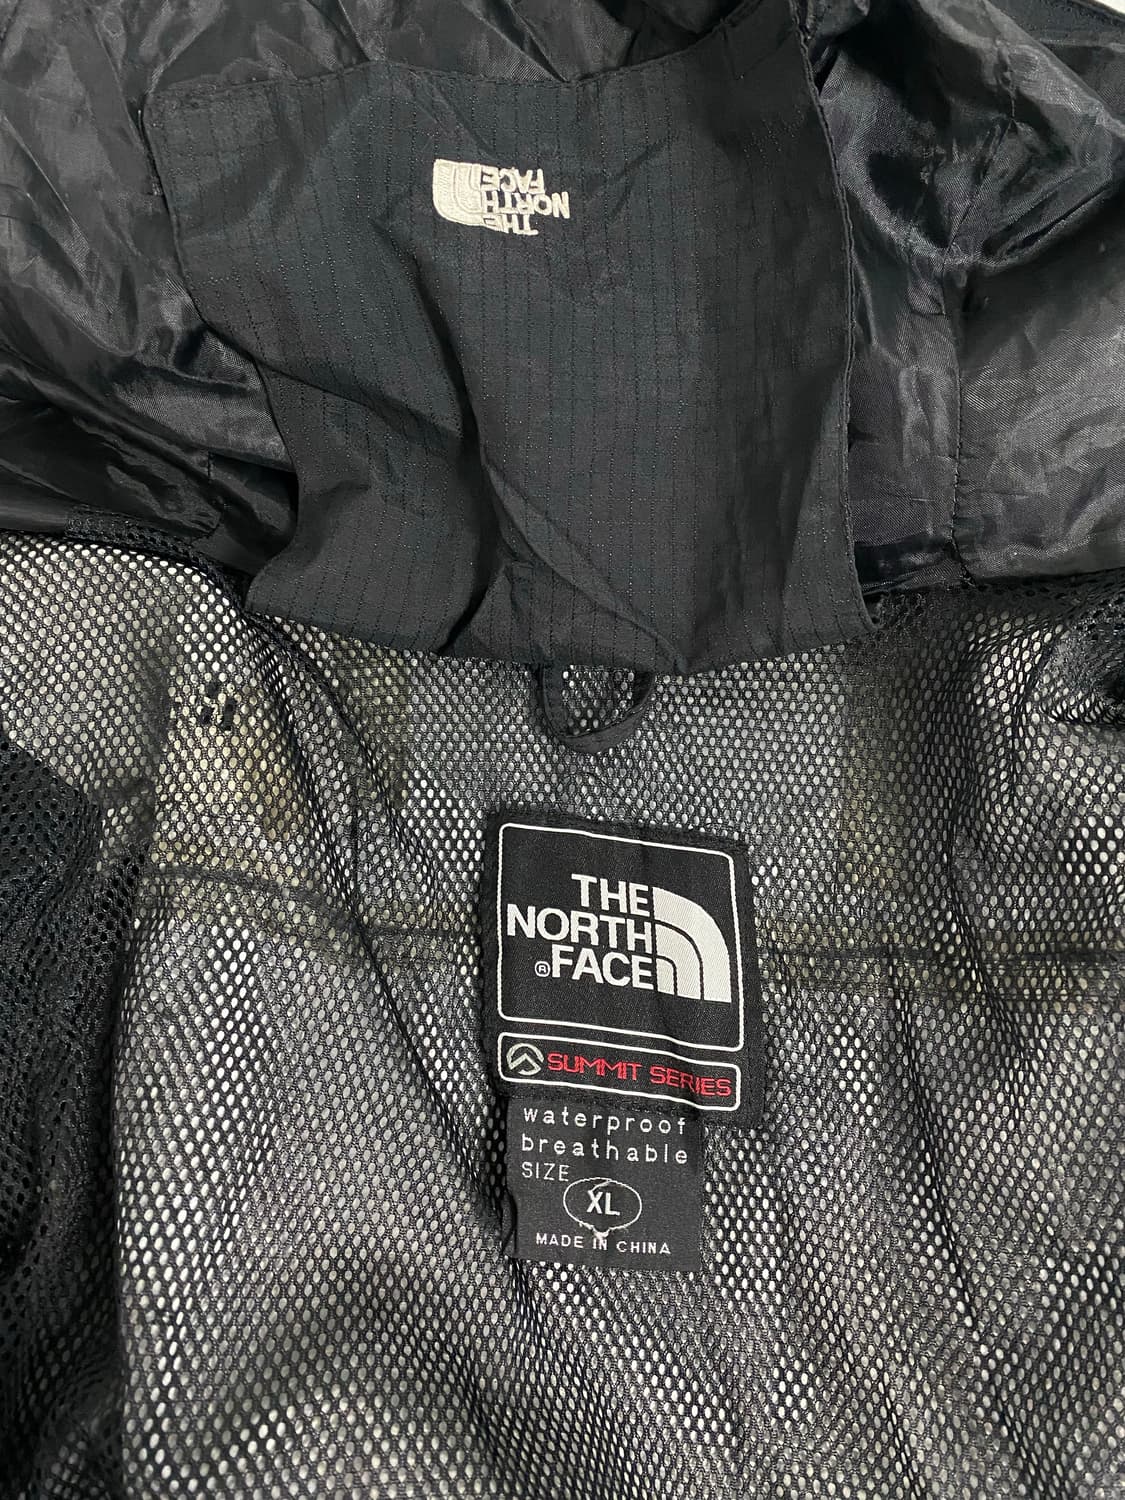 THE
NORTH
FACE
THE
NORTH
® FACE
SUMMIT SERIES
waterproof
breathable
SIZE
XL
MADE IN CHINA